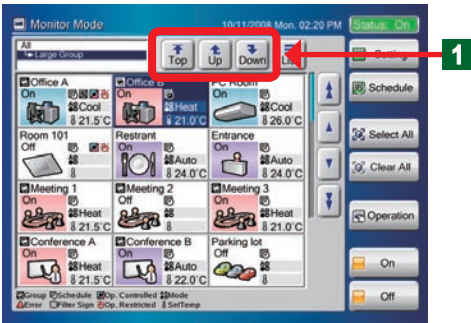 Monitor Mode 10/11/2008 Mon. 02:20 PM Status: On
All
Large Group
Top Up Down
1
Schedule
Select All
Clear All
Operation
On
Off
Office A
On
Cool
21.5°C
Office B
On
Heat
21.0°C
PC Room
On
Cool
26.0°C
Room 101
Off
Restrant
On
Auto
24.0°C
Entrance
On
Auto
24.0°C
Meeting 1
On
Heat
21.5°C
Meeting 2
Off
Meeting 3
On
Heat
21.0°C
Conference A
On
Heat
21.5°C
Conference B
On
Auto
22.0°C
Parking lot
Off
Group Schedule Op. Controlled Mode
Error Filter Sign Op. Restricted SetTemp